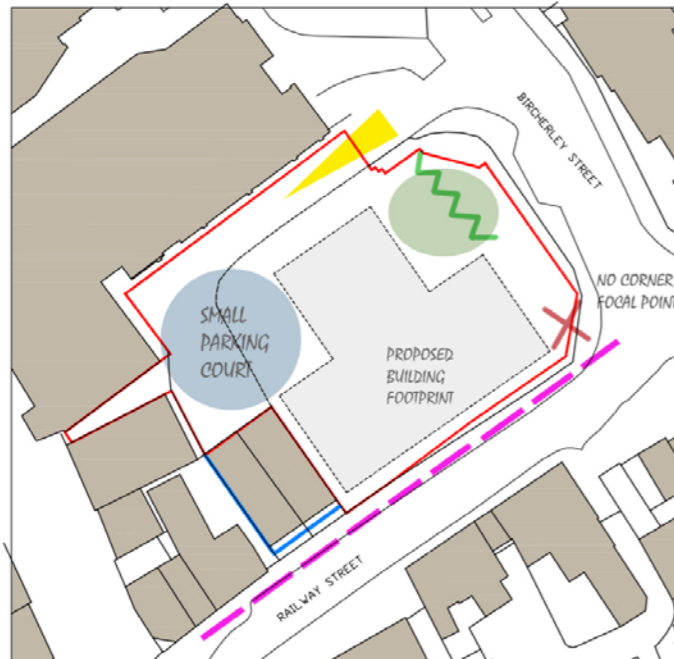 BIRCHERLEY STREET
NO CORNER
FOCAL POINT
SMALL
PARKING
COURT
PROPOSED
BUILDING
FOOTPRINT
RAILWAY STREET